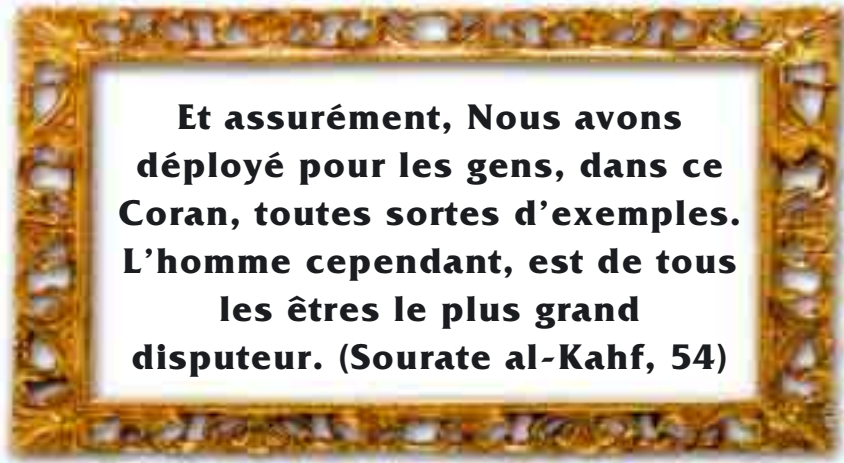 Et assurément, Nous avons
déployé pour les gens, dans ce
Coran, toutes sortes d’exemples.
L’homme cependant, est de tous
les êtres le plus grand
disputeur. (Sourate al-Kahf, 54)